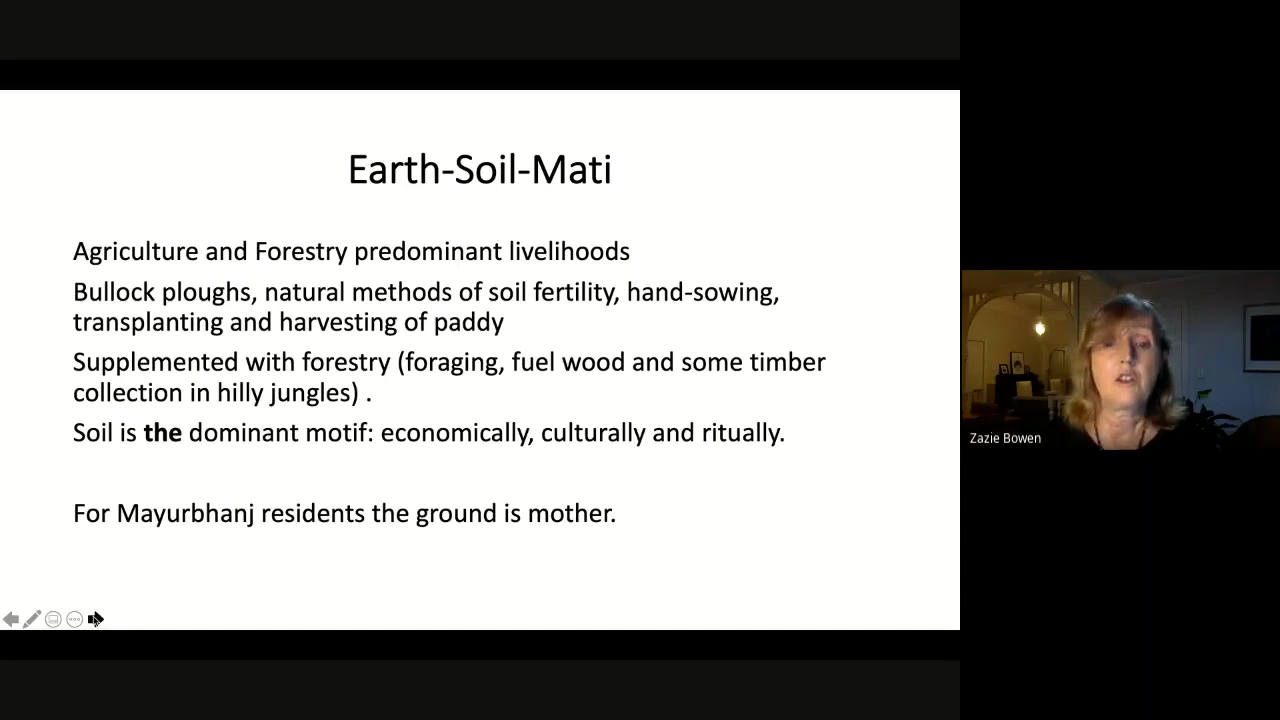 Earth-Soil-Mati
Agriculture and Forestry predominant livelihoods
Bullock ploughs, natural methods of soil fertility, hand-sowing,
transplanting and harvesting of paddy
Supplemented with forestry (foraging, fuel wood and some timber
collection in hilly jungles) .
Soil is the dominant motif: economically, culturally and ritually.
For Mayurbhanj residents the ground is mother.
Zazie Bowen